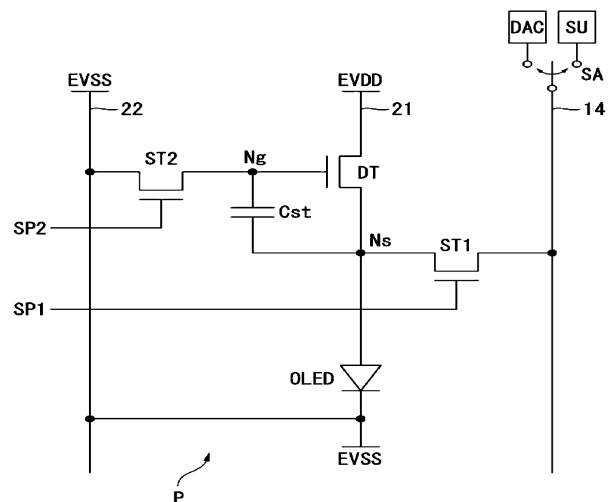 DAC SU
EVSS EVDD SA
22 21 14
ST2 Ng DT
Cst
SP2 Ns ST1
SP1
OLED
EVSS
P